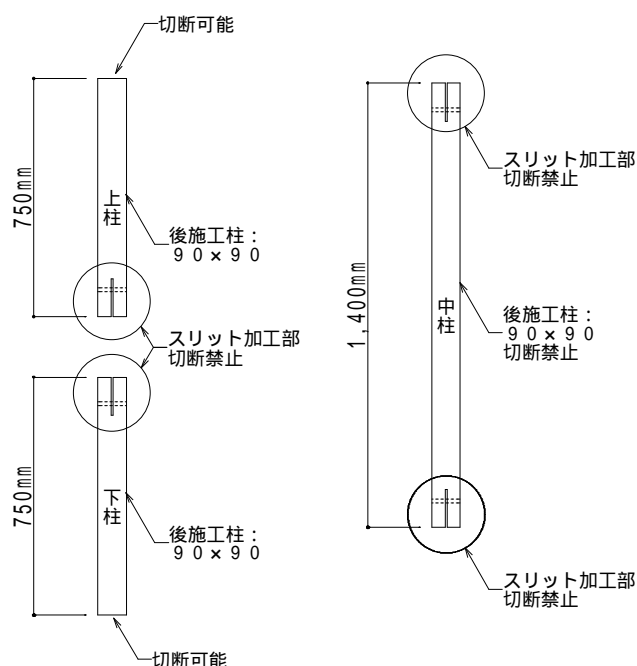 切断可能
750mm
上柱
後施工柱：
９０×９０
スリット加工部
切断禁止
750mm
下柱
後施工柱：
９０×９０
切断可能
1,400mm
スリット加工部
切断禁止
中柱
後施工柱：
９０×９０
切断禁止
スリット加工部
切断禁止